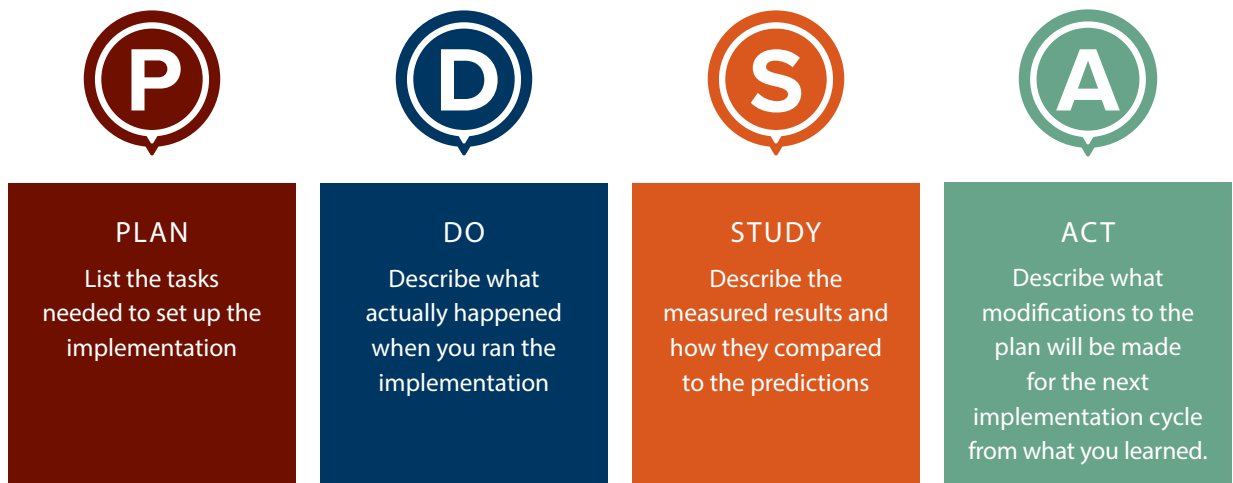 P
D
S
A
PLAN
List the tasks
needed to set up the
implementation
DO
Describe what
actually happened
when you ran the
implementation
STUDY
Describe the
measured results and
how they compared
to the predictions
ACT
Describe what
modifications to the
plan will be made
for the next
implementation cycle
from what you learned.